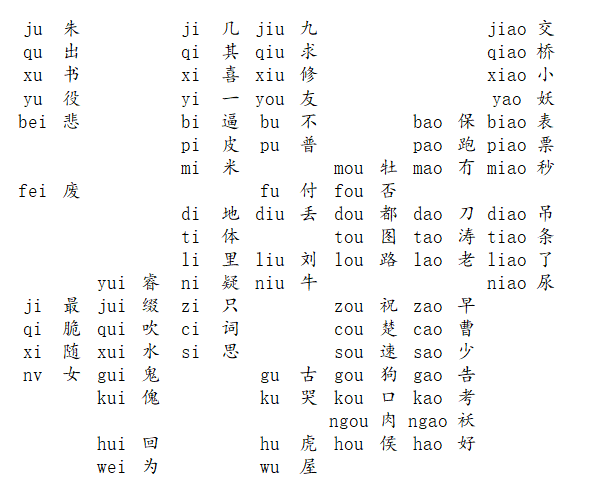 ju 朱 ji 几 jiu 九 jiao 交
qu 出 qi 其 qiu 求 qiao 桥
xu 书 xi 喜 xiu 修 xiao 小
yu 役 yi 一 you 友 yao 妖
bei 悲 bi 逼 bu 不 bao 保 biao 表
pi 皮 pu 普 pao 跑 piao 票
mi 米 mou 牡 mao 冇 miao 秒
fei 废 fu 付 fou 否
di 地 diu 丢 dou 都 dao 刀 diao 吊
ti 体 tou 图 tao 涛 tiao 条
li 里 liu 刘 lou 路 lao 老 liao 了
yui 睿 ni 疑 niu 牛 niao 尿
ji 最 jui 缀 zi 只 zou 祝 zao 早
qi 脆 qui 吹 ci 词 cou 楚 cao 曹
xi 随 xui 水 si 思 sou 速 sao 少
nv 女 gui 鬼 gu 古 gou 狗 gao 告
kui 傀 ku 哭 kou 口 kao 考
ngou 肉 ngao 袄
hui 回 hu 虎 hou 侯 hao 好
wei 为 wu 屋